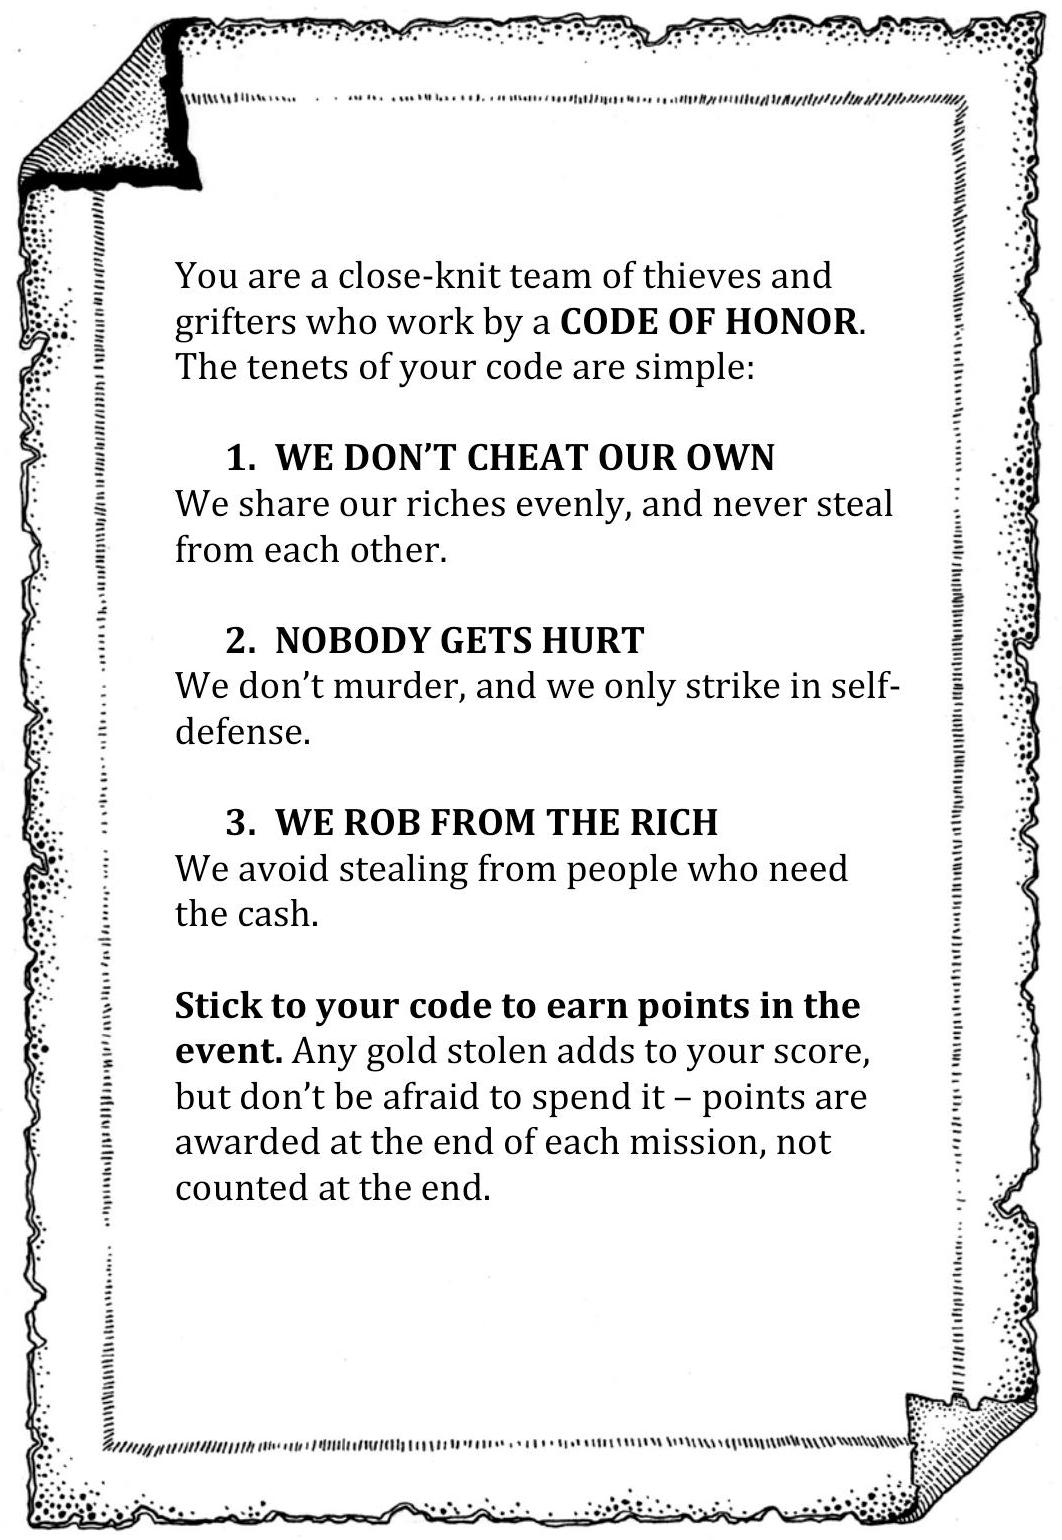 You are a close-knit team of thieves and
grifters who work by a CODE OF HONOR.
The tenets of your code are simple:
1. WE DON’T CHEAT OUR OWN
We share our riches evenly, and never steal
from each other.
2. NOBODY GETS HURT
We don’t murder, and we only strike in self-
defense.
3. WE ROB FROM THE RICH
We avoid stealing from people who need
the cash.
Stick to your code to earn points in the
event. Any gold stolen adds to your score,
but don’t be afraid to spend it – points are
awarded at the end of each mission, not
counted at the end.